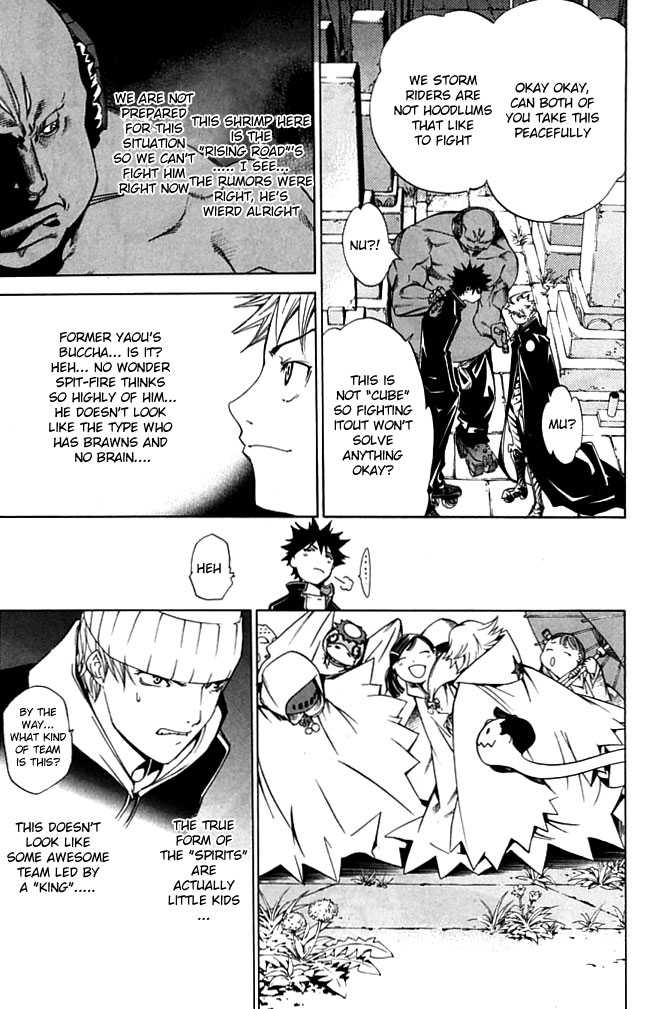 OKAY OKAY,
CAN BOTH OF
YOU TAKE THIS
PEACEFULLY
WE STORM
RIDERS ARE
NOT HOODLUMS
THAT LIKE
TO FIGHT
NU?!
THIS IS
NOT "CUBE"
SO FIGHTING
ITOUT WON'T
SOLVE
ANYTHING
OKAY?
MU?
THIS SHRIMP HERE
IS THE
"RISING ROAD"'S
..... I SEE...
THE RUMORS WERE
RIGHT, HE'S
WIERD ALRIGHT
WE ARE NOT
PREPARED
FOR THIS
SITUATION
SO WE CAN'T
FIGHT HIM
RIGHT NOW
FORMER YAOU'S
BUCCHA... IS IT?
HEH... NO WONDER
SPIT-FIRE THINKS
SO HIGHLY OF HIM...
HE DOESN'T LOOK
LIKE THE TYPE WHO
HAS BRAWNS AND
NO BRAIN....
....
HEH
BY THE
WAY...
WHAT KIND
OF TEAM
IS THIS?
THE TRUE
FORM OF
THE "SPIRITS"
ARE
ACTUALLY
LITTLE KIDS
...
THIS DOESN'T
LOOK LIKE
SOME AWESOME
TEAM LED BY
A "KING".....